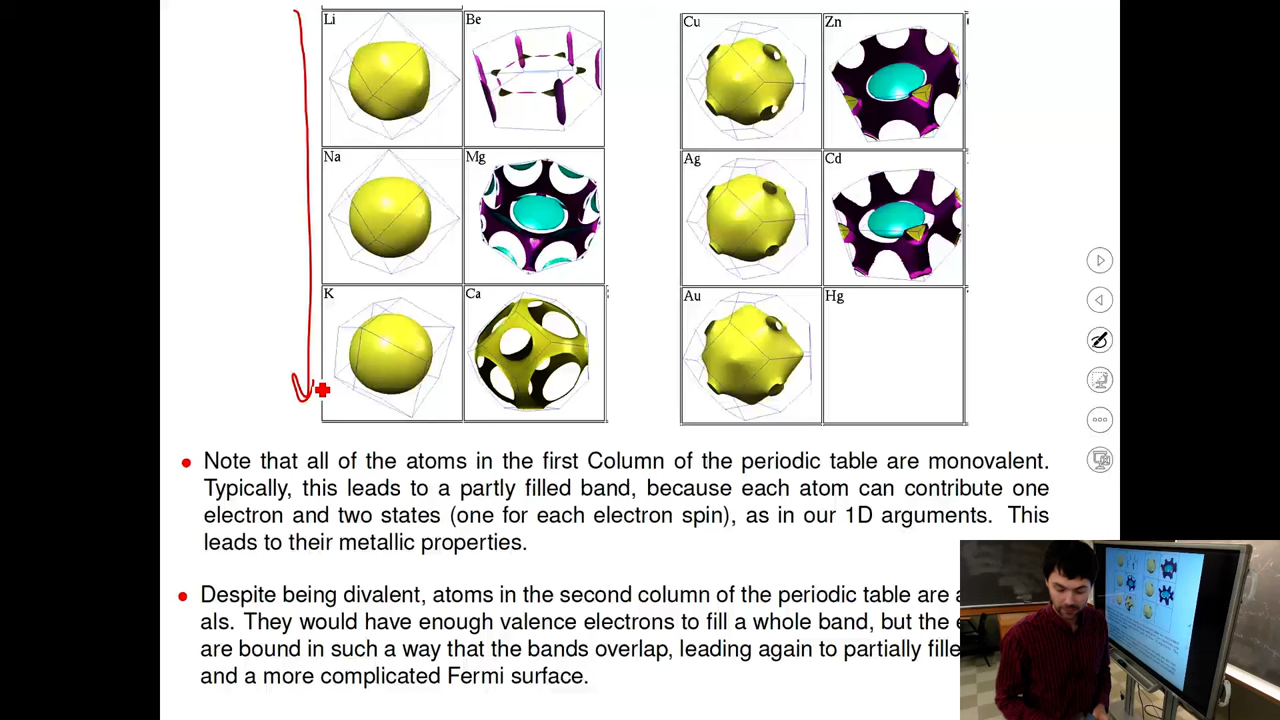 Li Be Cu Zn
Na Mg Ag Cd
K Ca Au Hg
Note that all of the atoms in the first Column of the periodic table are monovalent.
Typically, this leads to a partly filled band, because each atom can contribute one
electron and two states (one for each electron spin), as in our 1D arguments. This
leads to their metallic properties.
Despite being divalent, atoms in the second column of the periodic table are
als. They would have enough valence electrons to fill a whole band, but the
are bound in such a way that the bands overlap, leading again to partially fille
and a more complicated Fermi surface.